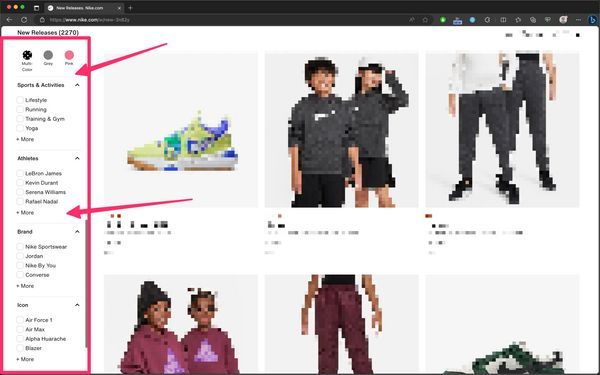 New Releases. Nike.com
https://www.nike.com/w/new-3n82y
New Releases (2270)
Multi-Color
Grey
Pink
Sports & Activities
Lifestyle
Running
Training & Gym
Yoga
+ More
Athletes
LeBron James
Kevin Durant
Serena Williams
Rafael Nadal
+ More
Brand
Nike Sportswear
Jordan
Nike By You
Converse
+ More
Icon
Air Force 1
Air Max
Alpha Huarache
Blazer
+ More